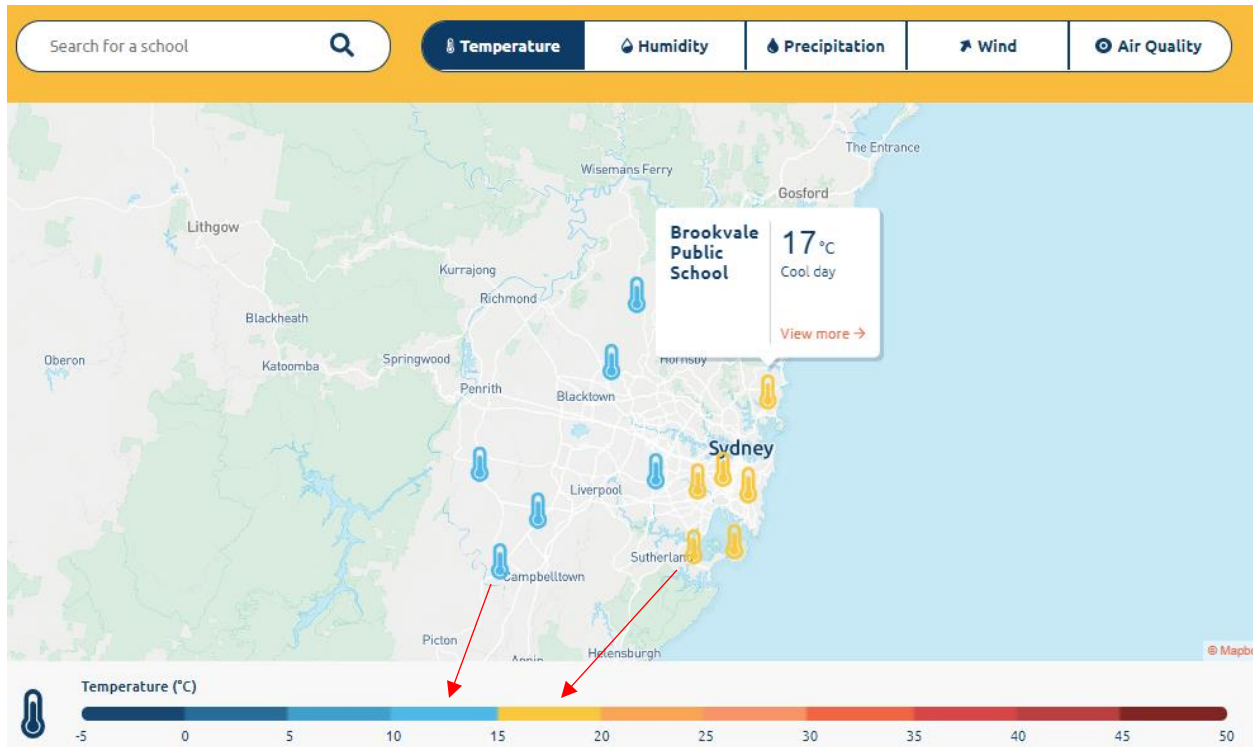 Search for a school
Temperature
Humidity
Precipitation
Wind
Air Quality
The Entrance
Wisemans Ferry
Gosford
Lithgow
Brookvale
Public
School
17 °C
Cool day
View more →
Kurrajong
Richmond
Blackheath
Oberon
Katoomba
Springwood
Hornsby
Penrith
Blacktown
Sydney
Liverpool
Sutherland
Campbelltown
Picton
Appin
Helensburgh
© Mapbo
Temperature (°C)
-5 0 5 10 15 20 25 30 35 40 45 50